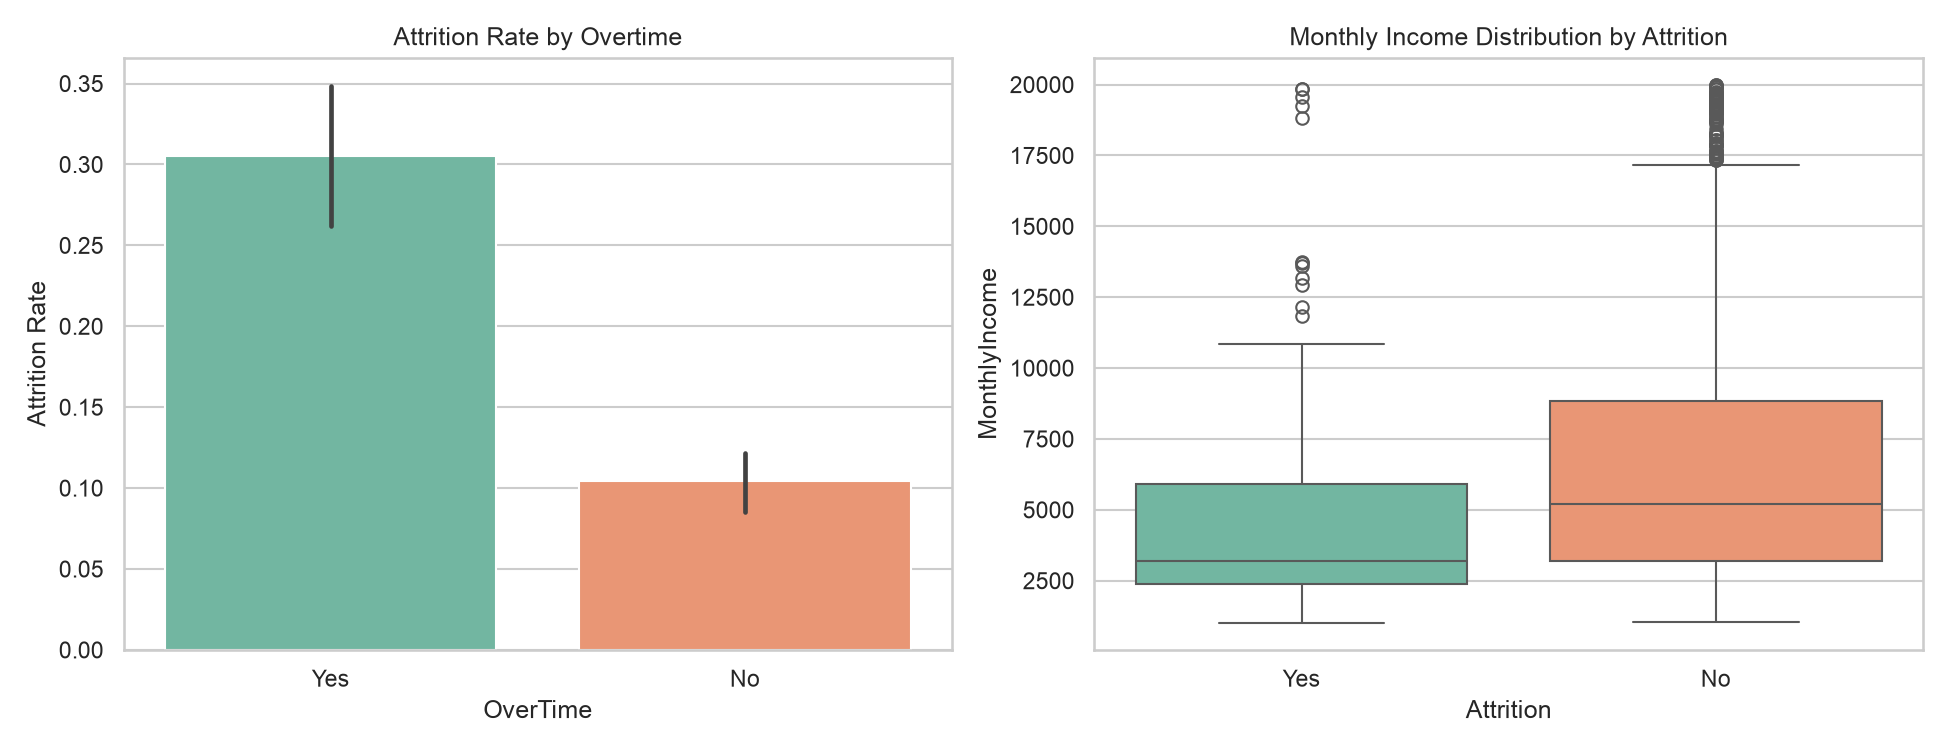 Attrition Rate by Overtime
Attrition Rate
0.35
0.30
0.25
0.20
0.15
0.10
0.05
0.00
Yes
No
OverTime
Monthly Income Distribution by Attrition
MonthlyIncome
20000
17500
15000
12500
10000
7500
5000
2500
Yes
No
Attrition